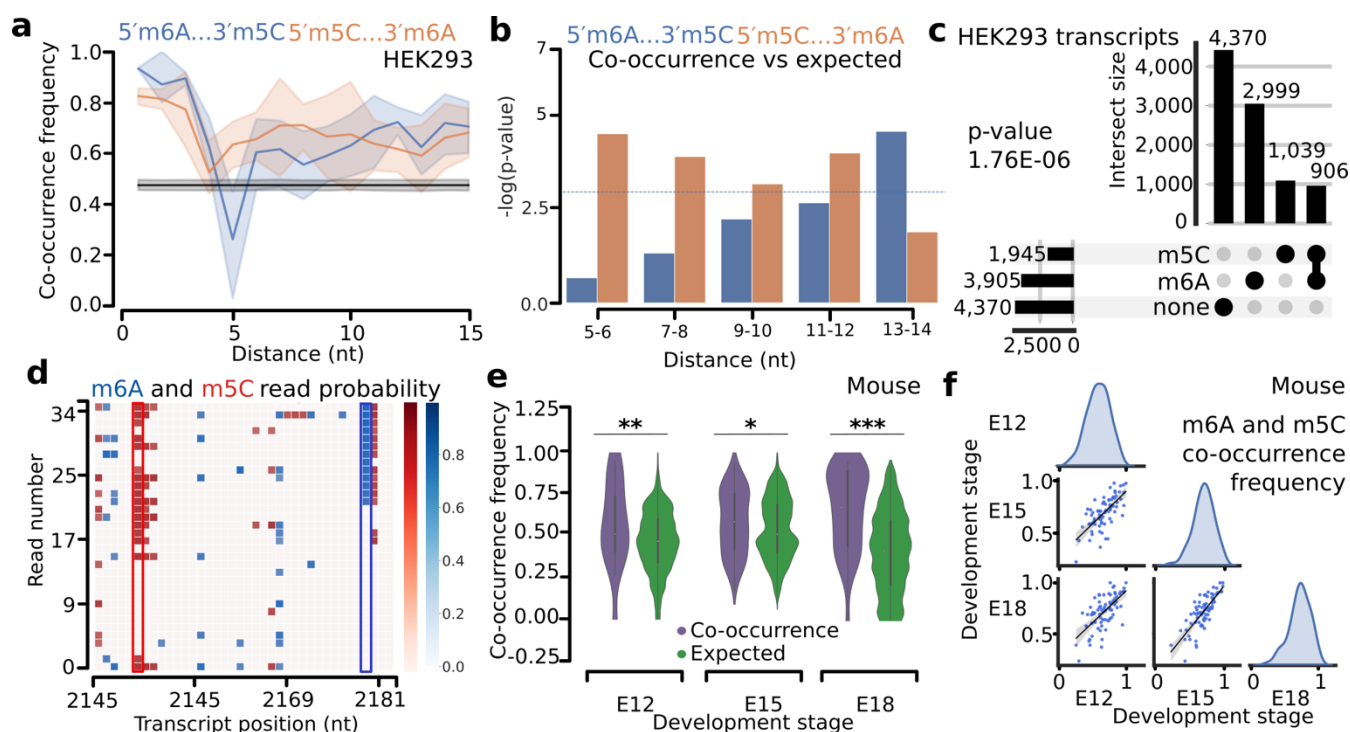 a
5′m6A...3′m5C 5′m5C...3′m6A
HEK293
Co-occurrence frequency
1.0
0.8
0.6
0.4
0.2
0.0
0 5 10 15
Distance (nt)
b
5′m6A...3′m5C 5′m5C...3′m6A
Co-occurrence vs expected
-log(p-value)
7
5
2.5
0.0
5-6 7-8 9-10 11-12 13-14
Distance (nt)
c
HEK293 transcripts
4,370
2,999
1,039
906
p-value
1.76E-06
Intersect size
4,000
3,000
2,000
1,000
0
1,945 m5C
3,905 m6A
4,370 none
2,500 0
d
m6A and m5C read probability
Read number
34
25
17
9
0
0.8
0.6
0.4
0.2
0.0
2145 2145 2169 2181
Transcript position (nt)
e
Mouse
Co-occurrence frequency
1.25
1.00
0.75
0.50
0.25
0.00
-0.25
** * ***
Co-occurrence
Expected
E12 E15 E18
Development stage
f
Mouse
m6A and m5C
co-occurrence
frequency
Development stage
E12
E15
1.0
0.5
E18
1.0
0.5
0 1 0 1 0 1
E12 E15 E18
Development stage